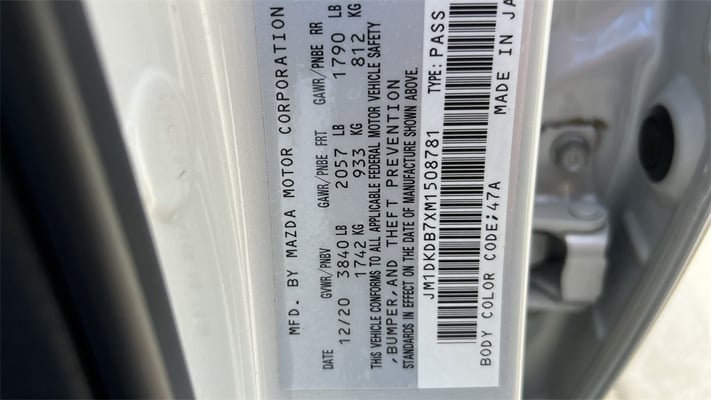 MFD. BY MAZDA MOTOR CORPORATION
DATE GVWR/PNBV GAWR/PNBE FRT GAWR/PNBE RR
12/20 3840 LB 2057 LB 1790 LB
1742 KG 933 KG 812 KG
THIS VEHICLE CONFORMS TO ALL APPLICABLE FEDERAL MOTOR VEHICLE SAFETY
,BUMPER,AND THEFT PREVENTION
STANDARDS IN EFFECT ON THE DATE OF MANUFACTURE SHOWN ABOVE.
JM1DKDB7XM1508781 TYPE: PASS
BODY COLOR CODE;47A MADE IN JA